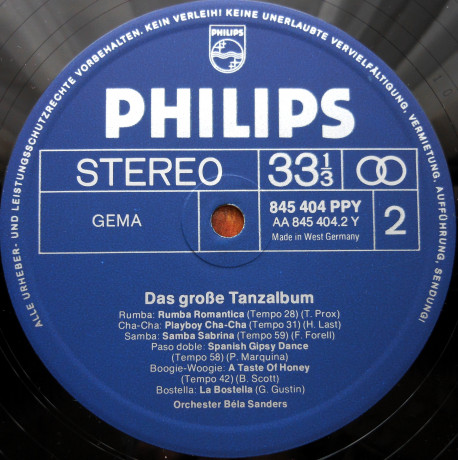 ALLE URHEBER- UND LEISTUNGSSCHUTZRECHTE VORBEHALTEN. KEIN VERLEIH! KEINE UNERLAUBTE VERVIELFÄLTIGUNG, VERMIETUNG, AUFFÜHRUNG, SENDUNG!
PHILIPS
PHILIPS
STEREO
33 1/3
GEMA
845 404 PPY
AA 845 404.2 Y
Made in West Germany
2
Das große Tanzalbum
Rumba: Rumba Romantica (Tempo 28) (T. Prox)
Cha-Cha: Playboy Cha-Cha (Tempo 31) (H. Last)
Samba: Samba Sabrina (Tempo 59) (F. Forell)
Paso doble: Spanish Gipsy Dance
(Tempo 58) (P. Marquina)
Boogie-Woogie: A Taste Of Honey
(Tempo 42) (B. Scott)
Bostella: La Bostella (G. Gustin)
Orchester Béla Sanders